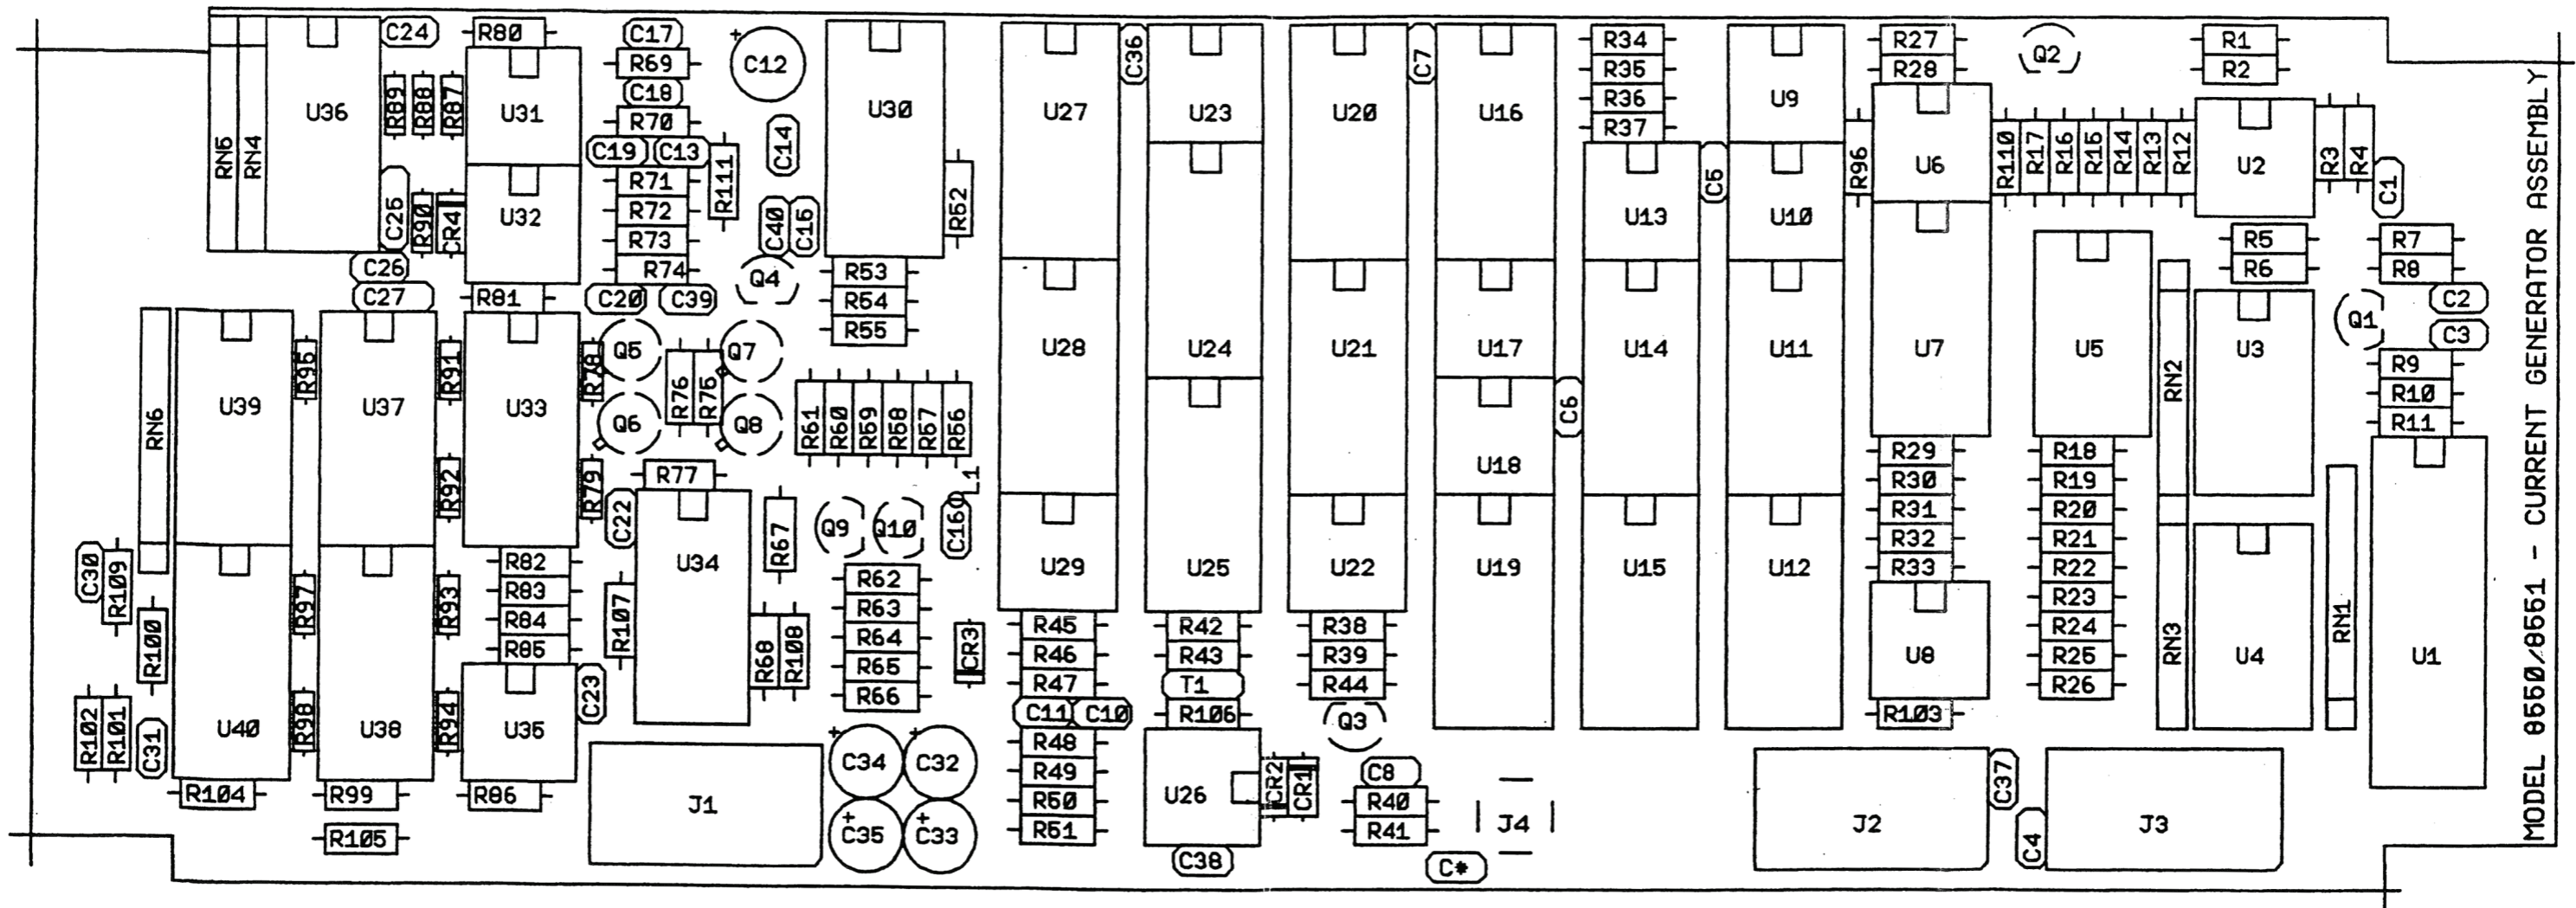 C24
R80
C17
R69
C18
R70
C19
C13
R71
R72
R73
R74
C20
C39
R111
C12
C14
C40
C15
Q4
U30
R52
R53
R54
R55
RN5
RN4
U36
R89
R88
R87
U31
C25
R90
CR4
U32
C26
C27
R81
RN6
U39
R95
U37
R91
U33
R78
Q5
Q7
R76
R75
Q6
Q8
R92
R79
R77
C22
U34
R67
R61
R60
R59
R58
R57
R56
Q9
Q10
C16
L1
C30
R109
R100
R97
R93
R82
R83
R84
R85
R107
R68
R108
R62
R63
R64
R65
R66
CR3
R102
R101
C31
U40
R98
U38
R94
U35
C23
R104
R99
R86
R105
J1
C34
C32
C35
C33
U27
C36
U23
U20
C7
U16
U28
U24
U21
U17
U18
C6
U29
U25
U22
U19
R45
R46
R47
C11
C10
R48
R49
R50
R51
R42
R43
T1
R106
U26
C38
CR2
CR1
R38
R39
R44
Q3
C8
R40
R41
C*
J4
R34
R35
R36
R37
U13
C5
U14
U15
U9
U10
U11
U12
R96
R27
R28
U6
U7
R29
R30
R31
R32
R33
U8
R103
Q2
R110
R17
R16
R15
R14
R13
R12
U5
R18
R19
R20
R21
R22
R23
R24
R25
R26
R1
R2
U2
R3
R4
C1
R5
R6
R7
R8
C2
Q1
C3
R9
R10
R11
RN2
U3
RN3
U4
RN1
U1
J2
C37
C4
J3
MODEL 8550/8551 - CURRENT GENERATOR ASSEMBLY